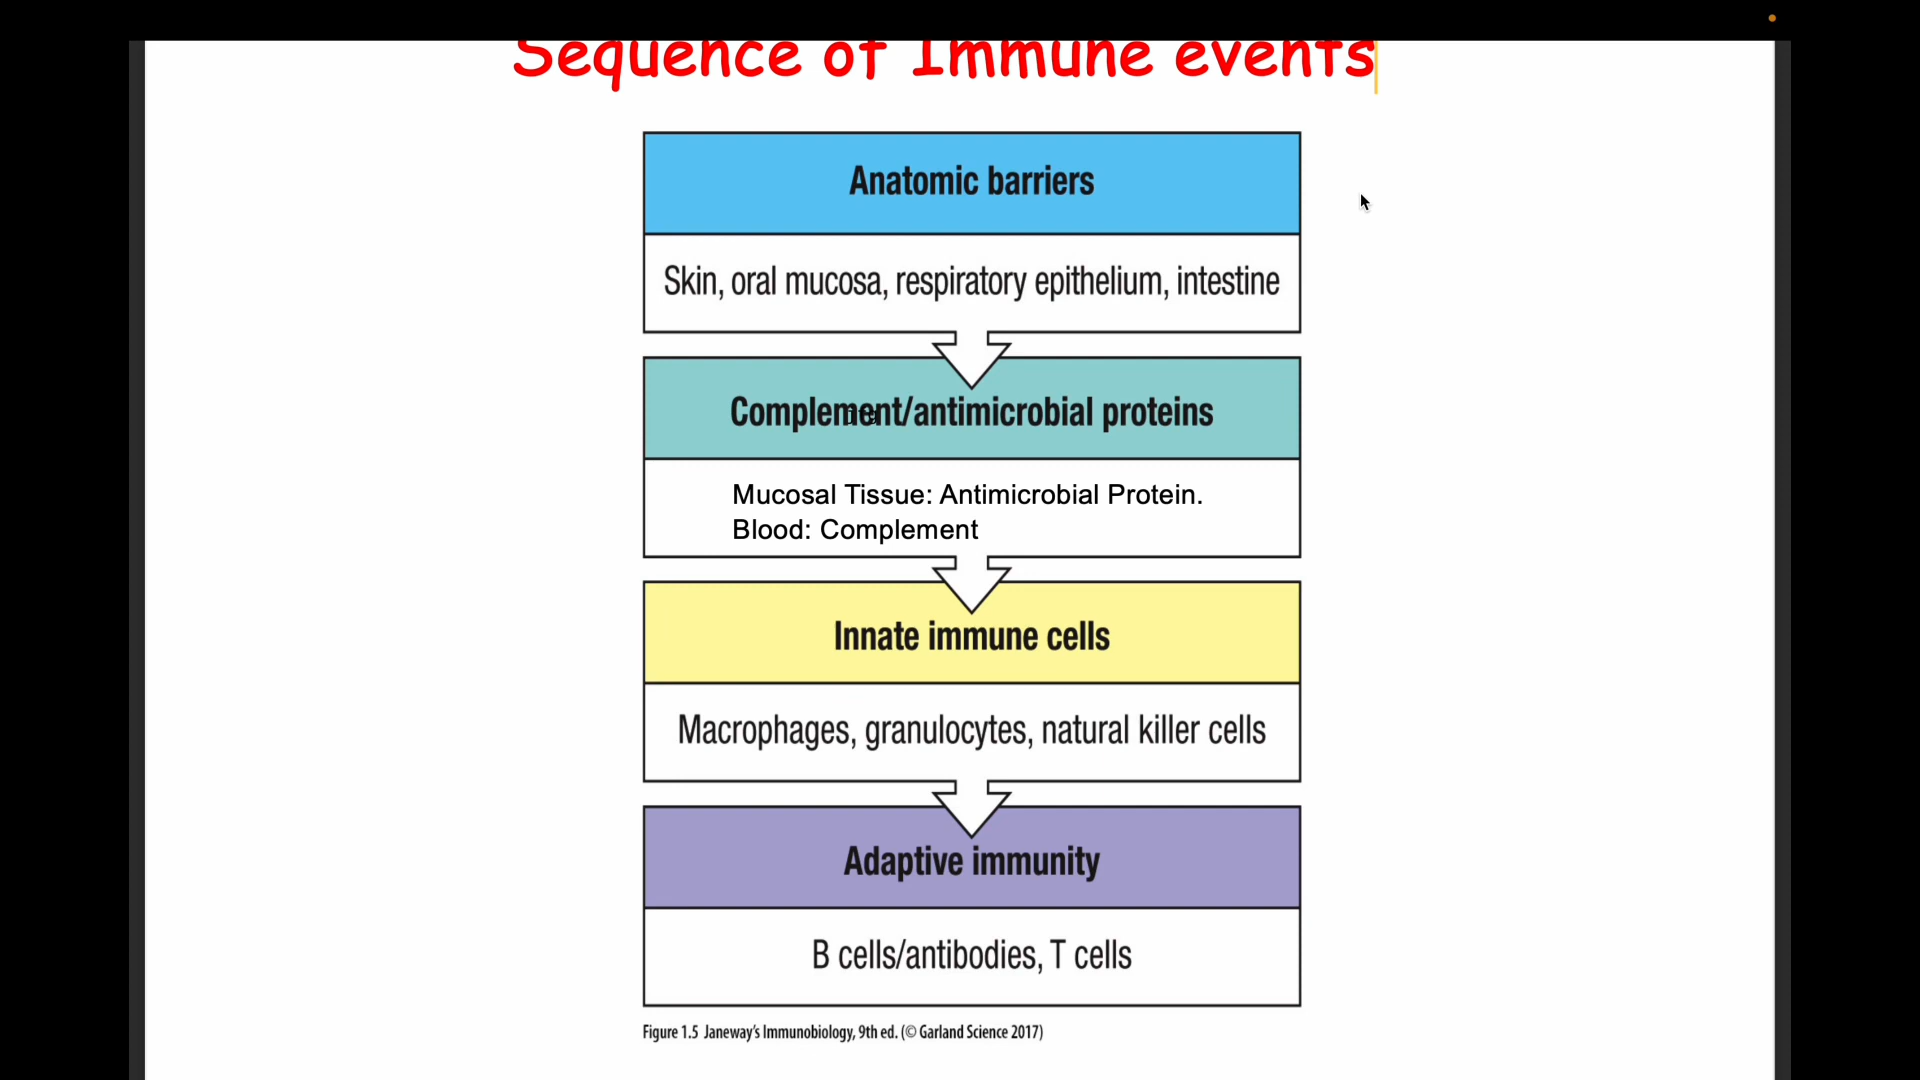 Sequence of Immune events
Anatomic barriers
Skin, oral mucosa, respiratory epithelium, intestine
Complement/antimicrobial proteins
Mucosal Tissue: Antimicrobial Protein.
Blood: Complement
Innate immune cells
Macrophages, granulocytes, natural killer cells
Adaptive immunity
B cells/antibodies, T cells
Figure 1.5 Janeway's Immunobiology, 9th ed. (© Garland Science 2017)